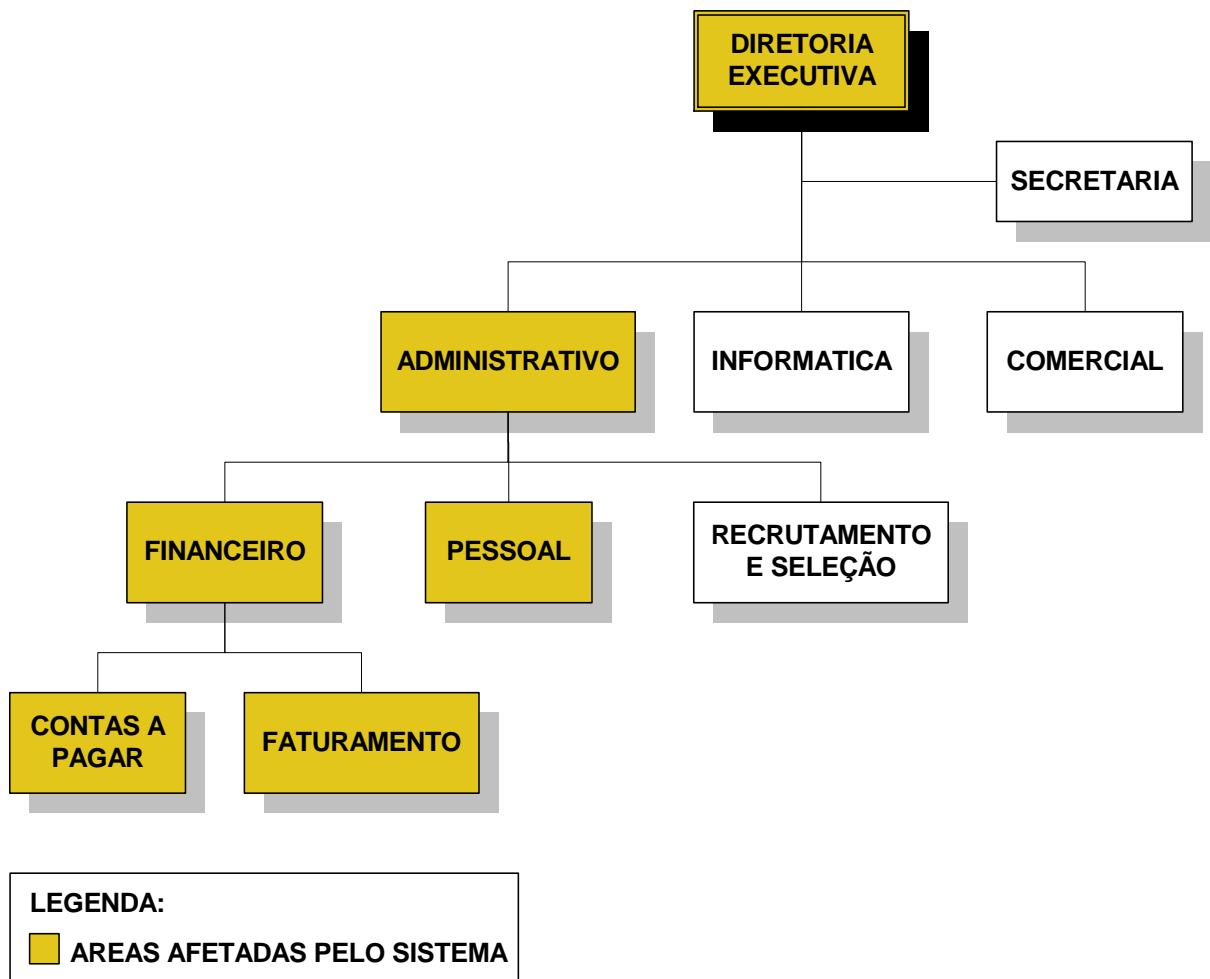 DIRETORIA
EXECUTIVA
SECRETARIA
ADMINISTRATIVO
INFORMATICA
COMERCIAL
FINANCEIRO
PESSOAL
RECRUTAMENTO
E SELEÇÃO
CONTAS A
PAGAR
FATURAMENTO
LEGENDA:
AREAS AFETADAS PELO SISTEMA